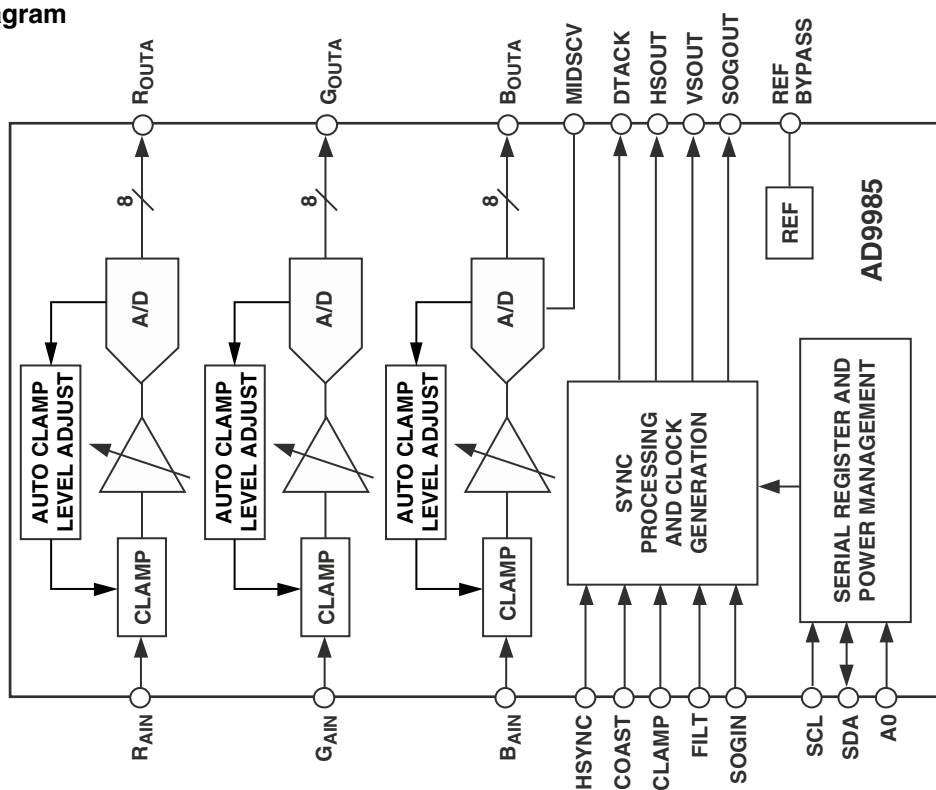 agram
ROUTA
GOUTA
BOUTA
MIDSCV
DTACK
HSOUT
VSOUT
SOGOUT
REF
BYPASS
8
8
8
A/D
A/D
A/D
REF
AD9985
AUTO CLAMP
LEVEL ADJUST
AUTO CLAMP
LEVEL ADJUST
AUTO CLAMP
LEVEL ADJUST
CLAMP
CLAMP
CLAMP
SYNC
PROCESSING
AND CLOCK
GENERATION
SERIAL REGISTER AND
POWER MANAGEMENT
RAIN
GAIN
BAIN
HSYNC
COAST
CLAMP
FILT
SOGIN
SCL
SDA
A0